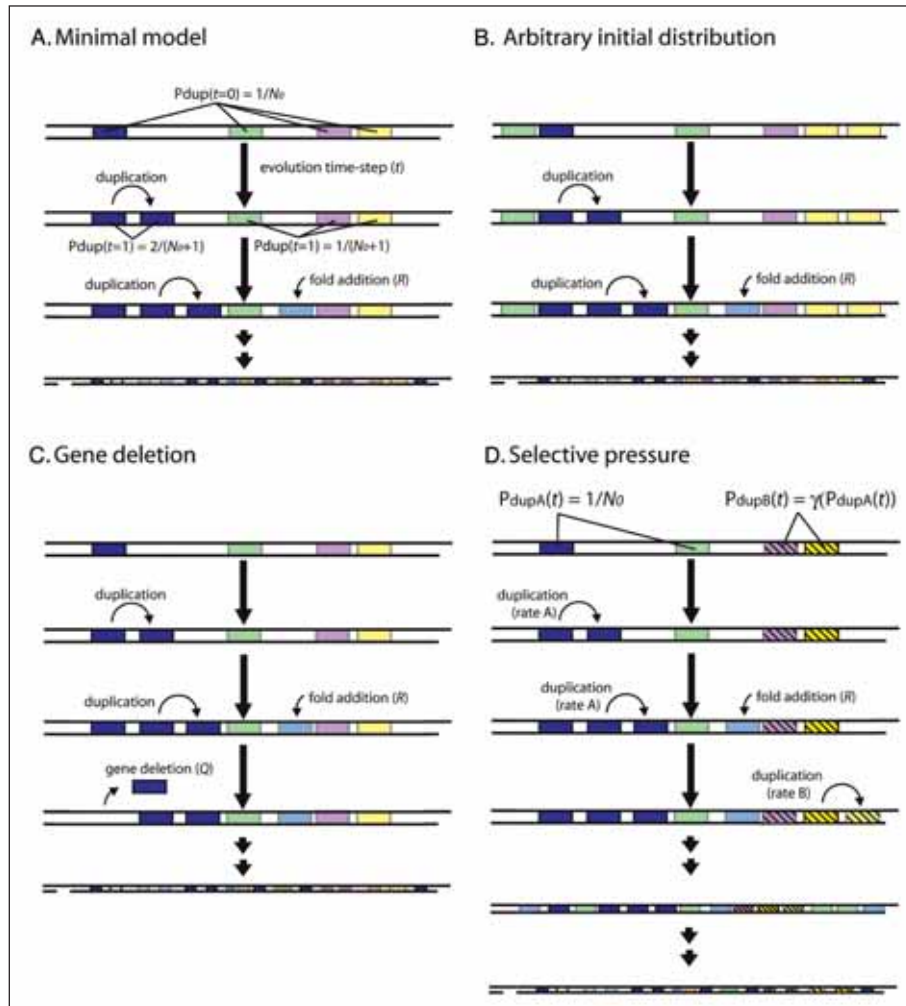 A. Minimal model
Pdup(t=0) = 1/N₀
evolution time-step (t)
duplication
Pdup(t=1) = 2/(N₀+1)
Pdup(t=1) = 1/(N₀+1)
duplication
fold addition (R)
B. Arbitrary initial distribution
duplication
duplication
fold addition (R)
C. Gene deletion
duplication
duplication
fold addition (R)
gene deletion (Q)
D. Selective pressure
PdupA(t) = 1/N₀
PdupB(t) = γ(PdupA(t))
duplication
(rate A)
duplication
(rate A)
fold addition (R)
duplication
(rate B)